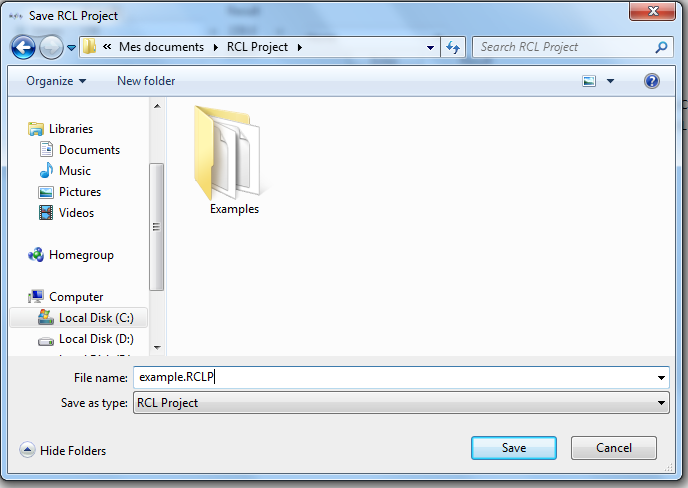 Save RCL Project
« Mes documents RCL Project
Search RCL Project
Organize New folder
Libraries
Documents
Music
Pictures
Videos
Homegroup
Computer
Local Disk (C:)
Local Disk (D:)
Examples
File name: example.RCLP
Save as type: RCL Project
Hide Folders
Save Cancel